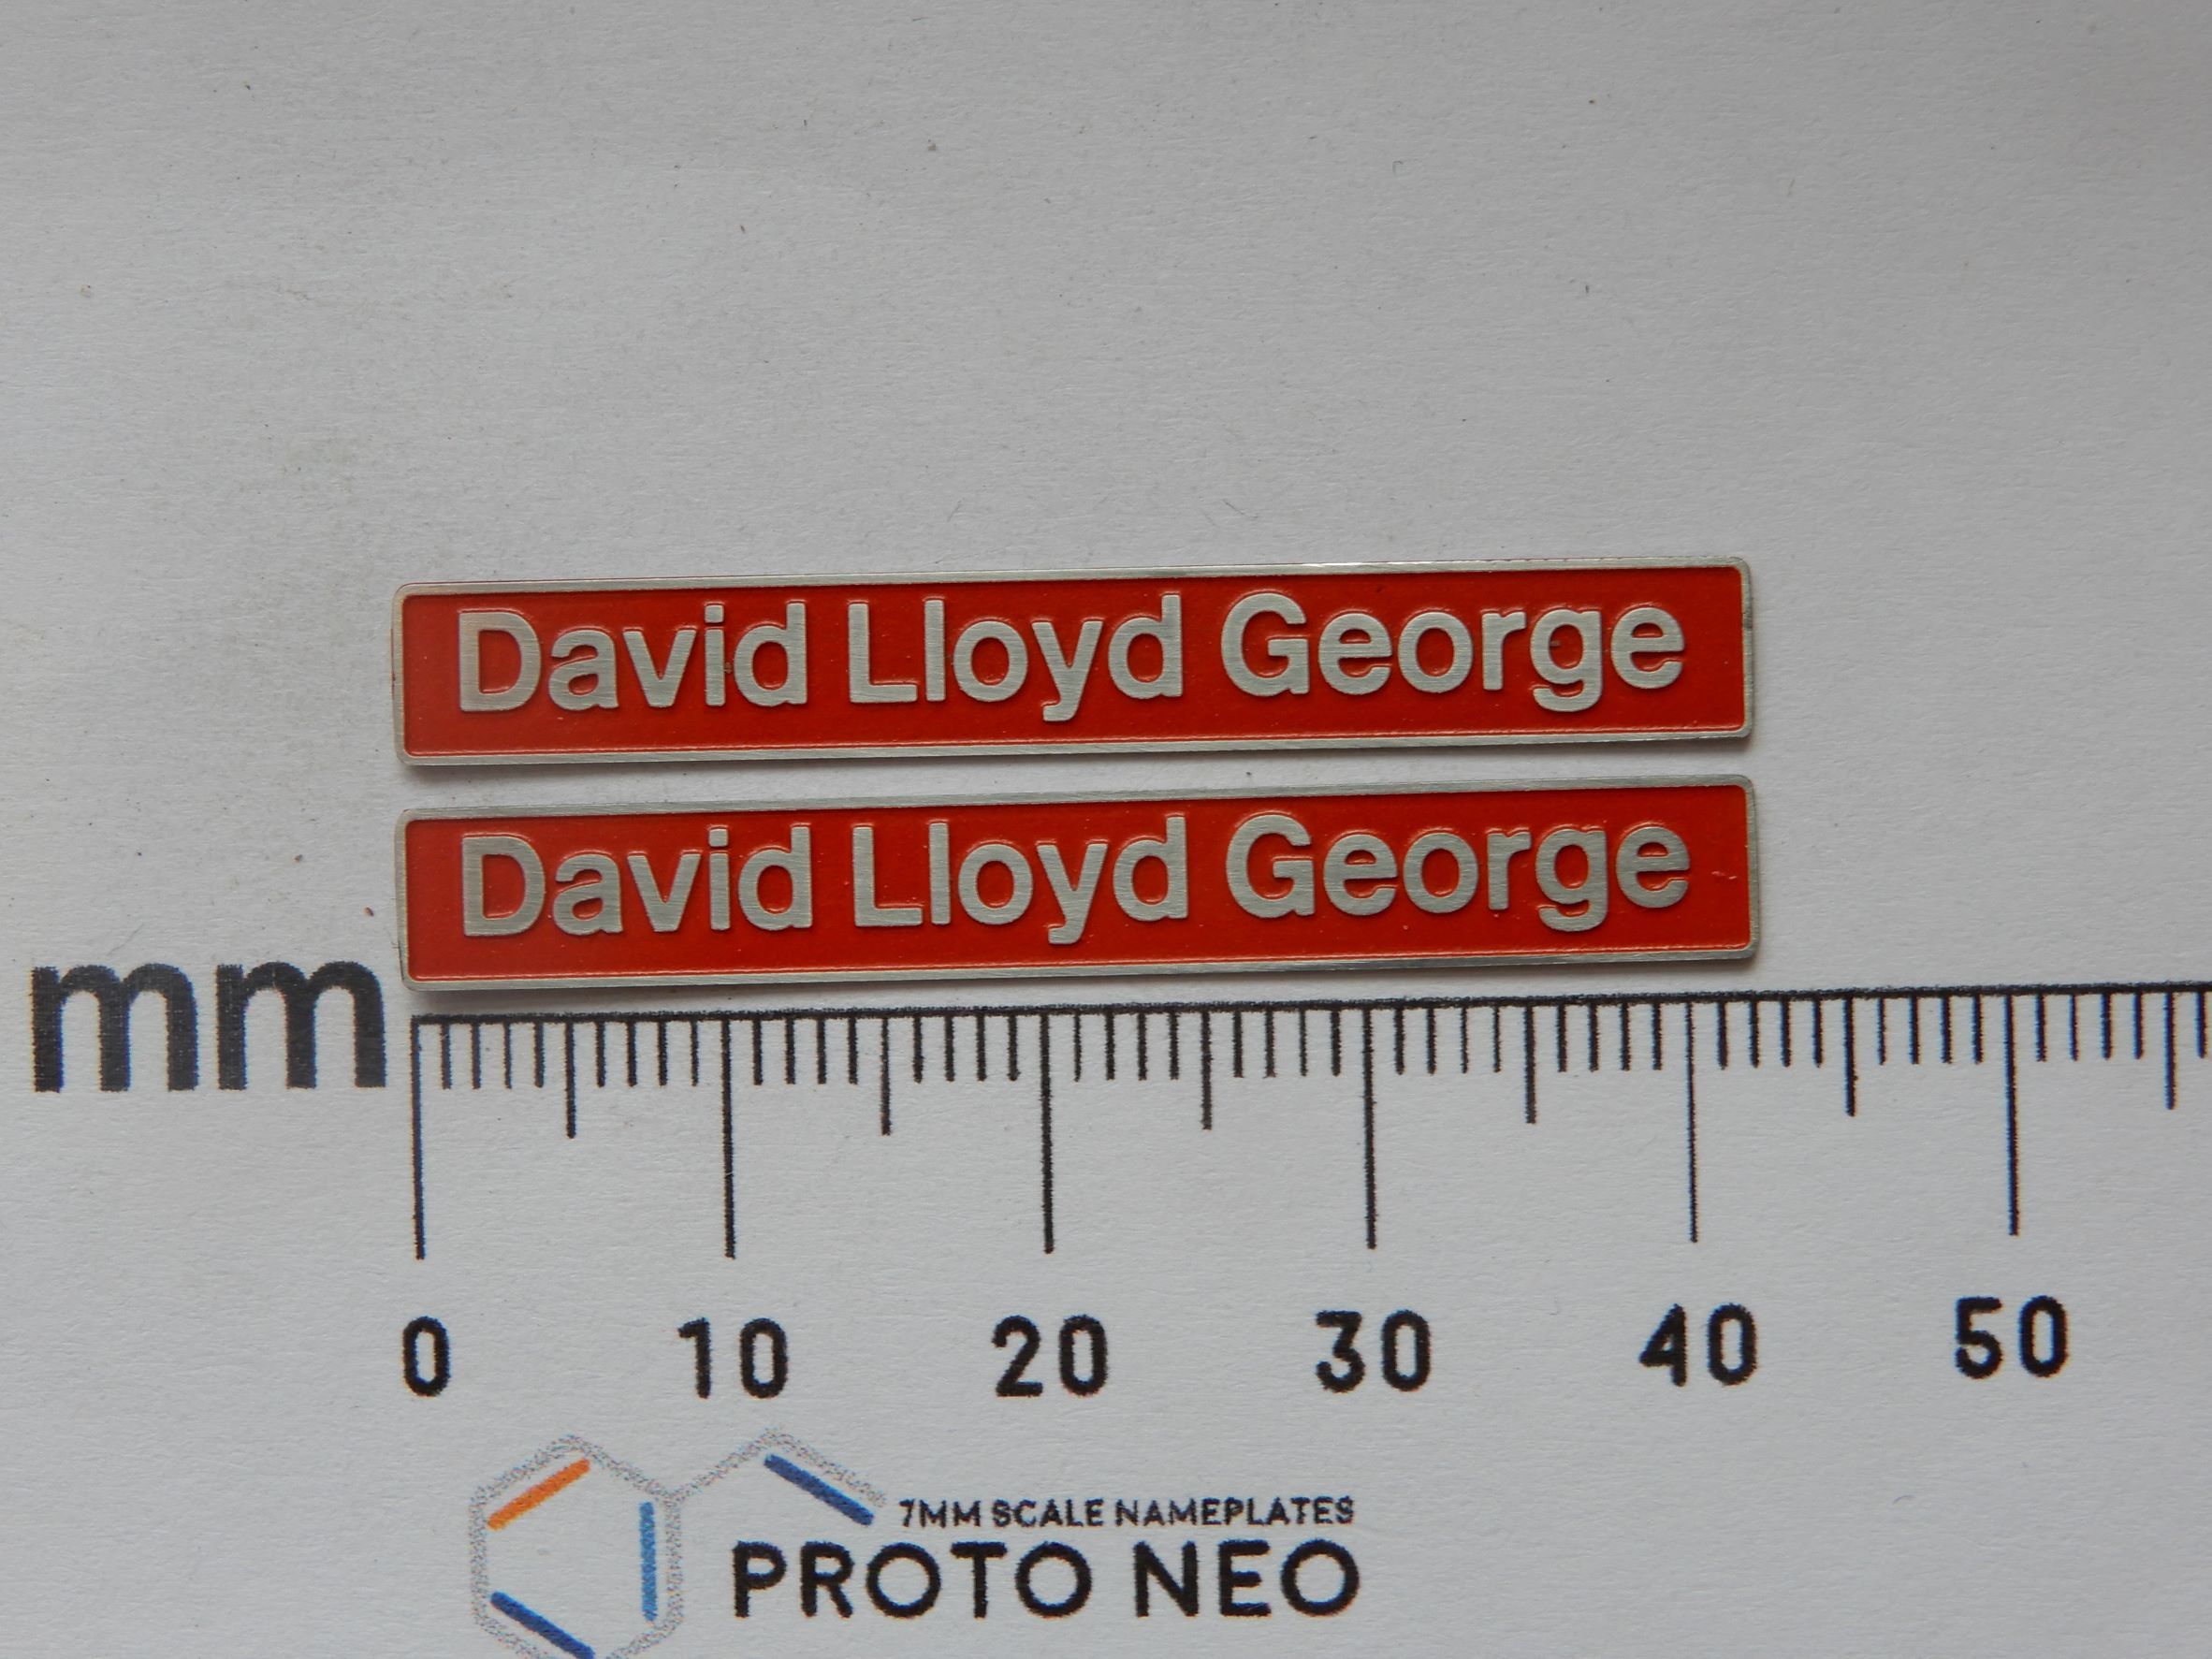 David Lloyd George
David Lloyd George
mm
0 10 20 30 40 50
7MM SCALE NAMEPLATES
PROTO NEO